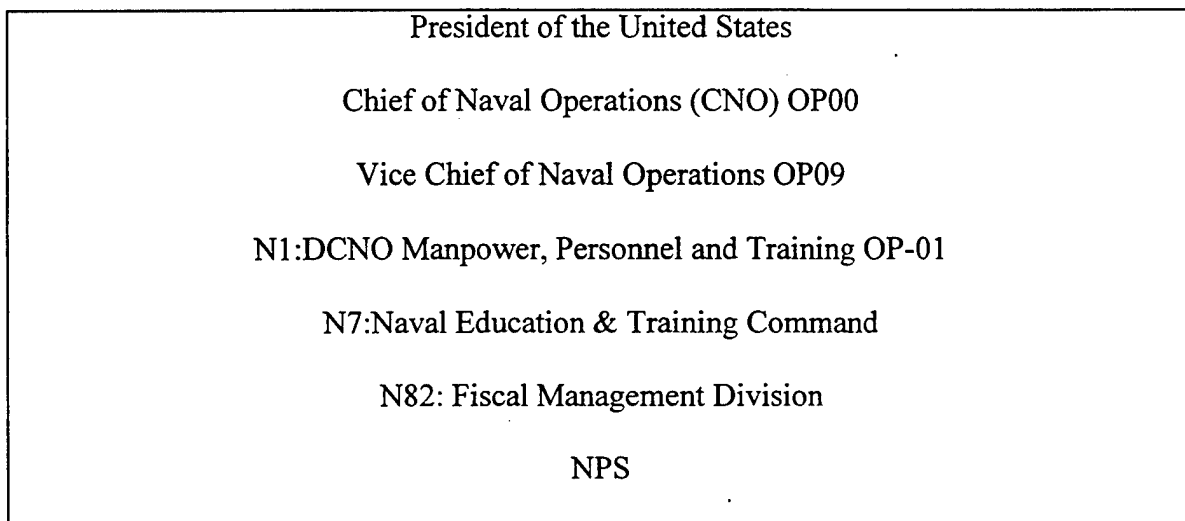 President of the United States
Chief of Naval Operations (CNO) OP00
Vice Chief of Naval Operations OP09
N1:DCNO Manpower, Personnel and Training OP-01
N7:Naval Education & Training Command
N82: Fiscal Management Division
NPS